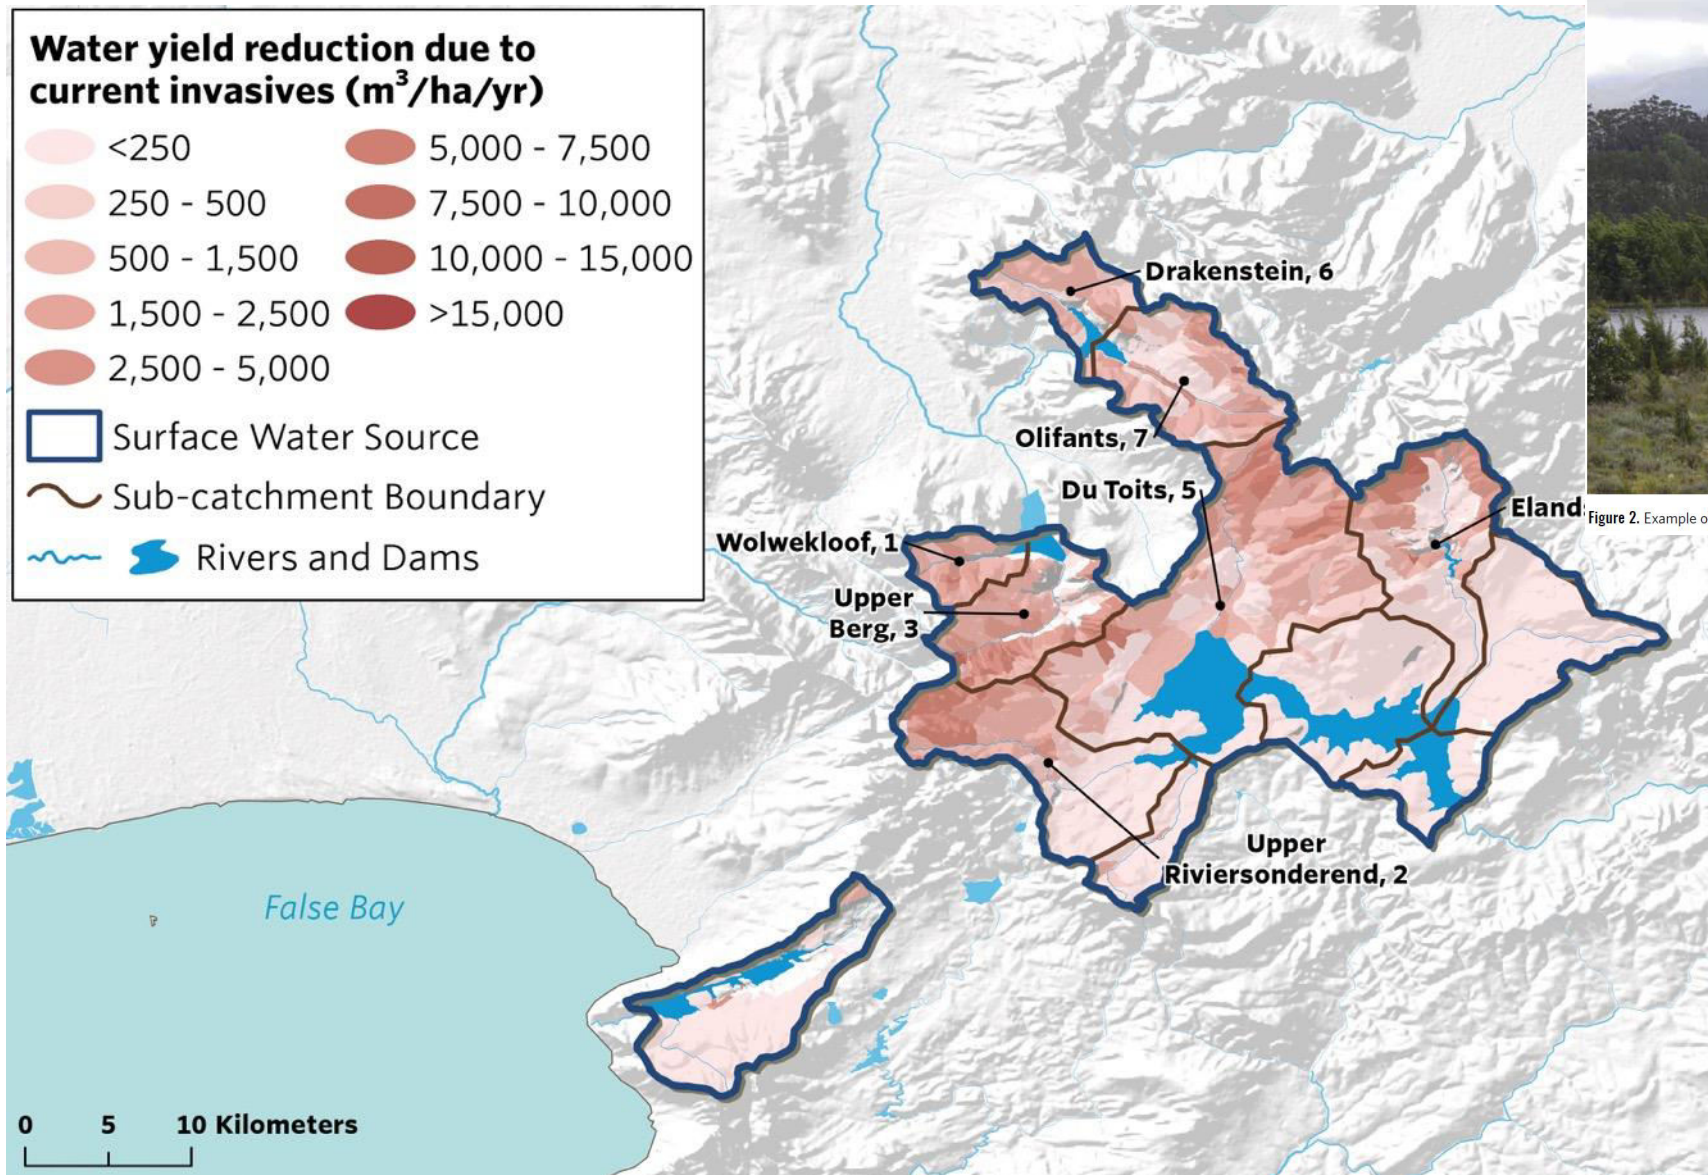 Water yield reduction due to
current invasives (m³/ha/yr)
<250
250 - 500
500 - 1,500
1,500 - 2,500
2,500 - 5,000
5,000 - 7,500
7,500 - 10,000
10,000 - 15,000
>15,000
Surface Water Source
Sub-catchment Boundary
Rivers and Dams
Drakenstein, 6
Olifants, 7
Du Toits, 5
Eland
Figure 2. Example o
Wolwekloof, 1
Upper
Berg, 3
Upper
Riviersonderend, 2
False Bay
0 5 10 Kilometers